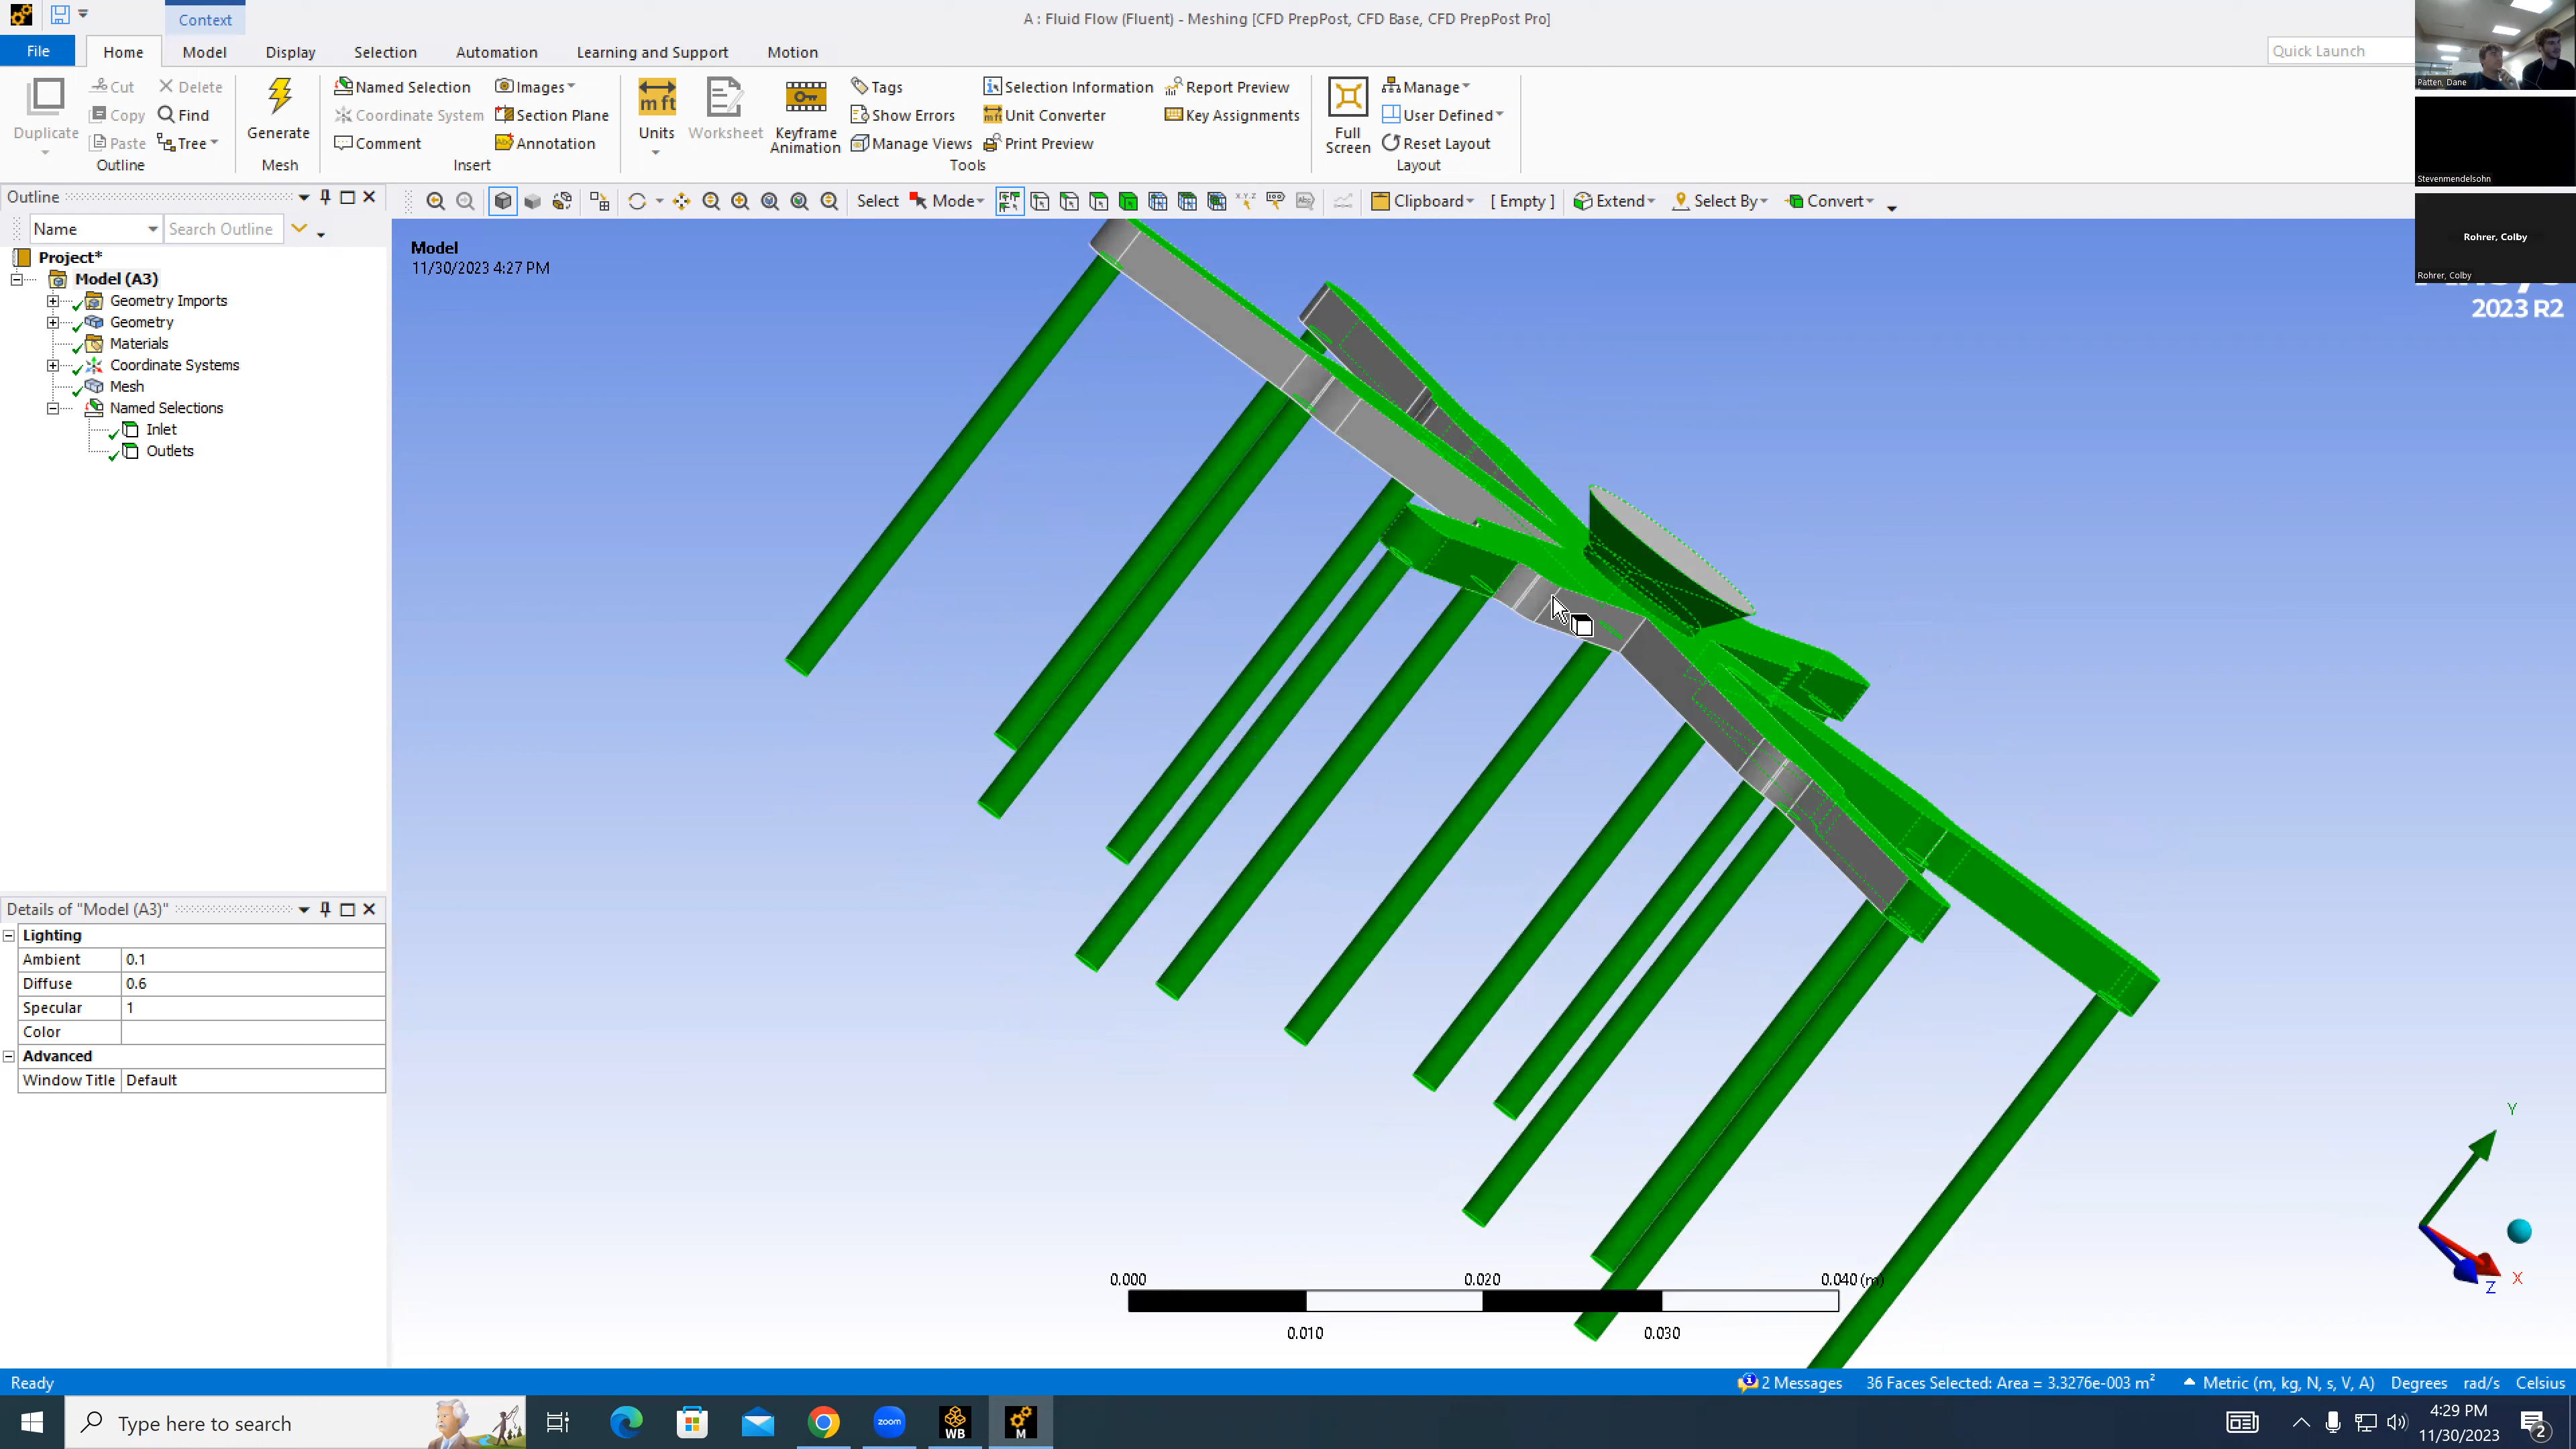 Context
A : Fluid Flow (Fluent) - Meshing [CFD PrepPost, CFD Base, CFD PrepPost Pro]
File Home Model Display Selection Automation Learning and Support Motion
Quick Launch
Duplicate
Cut
Copy
Paste
Delete
Find
Tree
Outline
Generate
Mesh
Named Selection
Coordinate System
Comment
Images
Section Plane
Annotation
Insert
Units
Worksheet
Keyframe
Animation
Tags
Show Errors
Manage Views
Selection Information
Unit Converter
Print Preview
Report Preview
Key Assignments
Tools
Full
Screen
Manage
User Defined
Reset Layout
Layout
Patten, Dane
Stevenmendelsohn
Rohrer, Colby
Rohrer, Colby
Outline
Select Mode
Clipboard [ Empty ] Extend Select By Convert
Name
Search Outline
Project*
Model (A3)
Geometry Imports
Geometry
Materials
Coordinate Systems
Mesh
Named Selections
Inlet
Outlets
Model
11/30/2023 4:27 PM
2023 R2
Details of "Model (A3)"
Lighting
Ambient 0.1
Diffuse 0.6
Specular 1
Color
Advanced
Window Title Default
0.000 0.020 0.040 (m)
0.010 0.030
Y
X
Z
Ready
2 Messages
36 Faces Selected: Area = 3.3276e-003 m²
Metric (m, kg, N, s, V, A) Degrees rad/s Celsius
Type here to search
zoom
WB
M
4:29 PM
11/30/2023
2